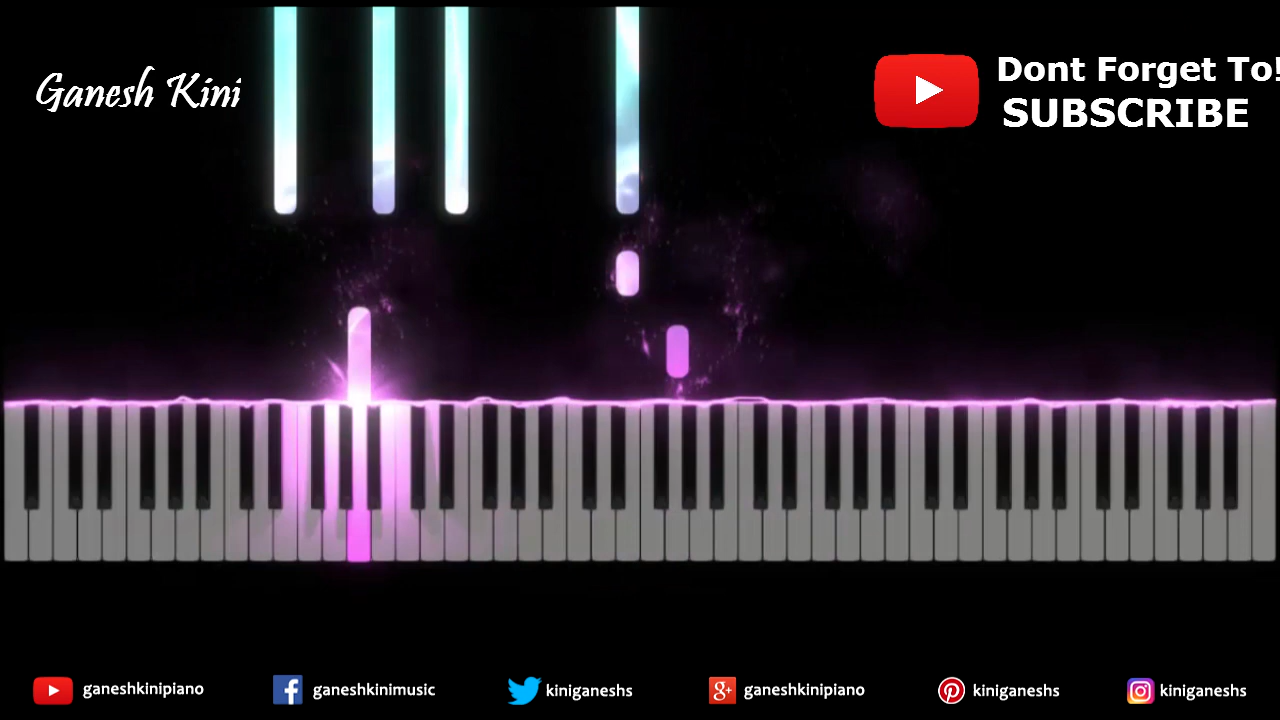 Ganesh Kini
Dont Forget To!
SUBSCRIBE
ganeshkinipiano
ganeshkinimusic
kiniganeshs
ganeshkinipiano
kiniganeshs
kiniganeshs